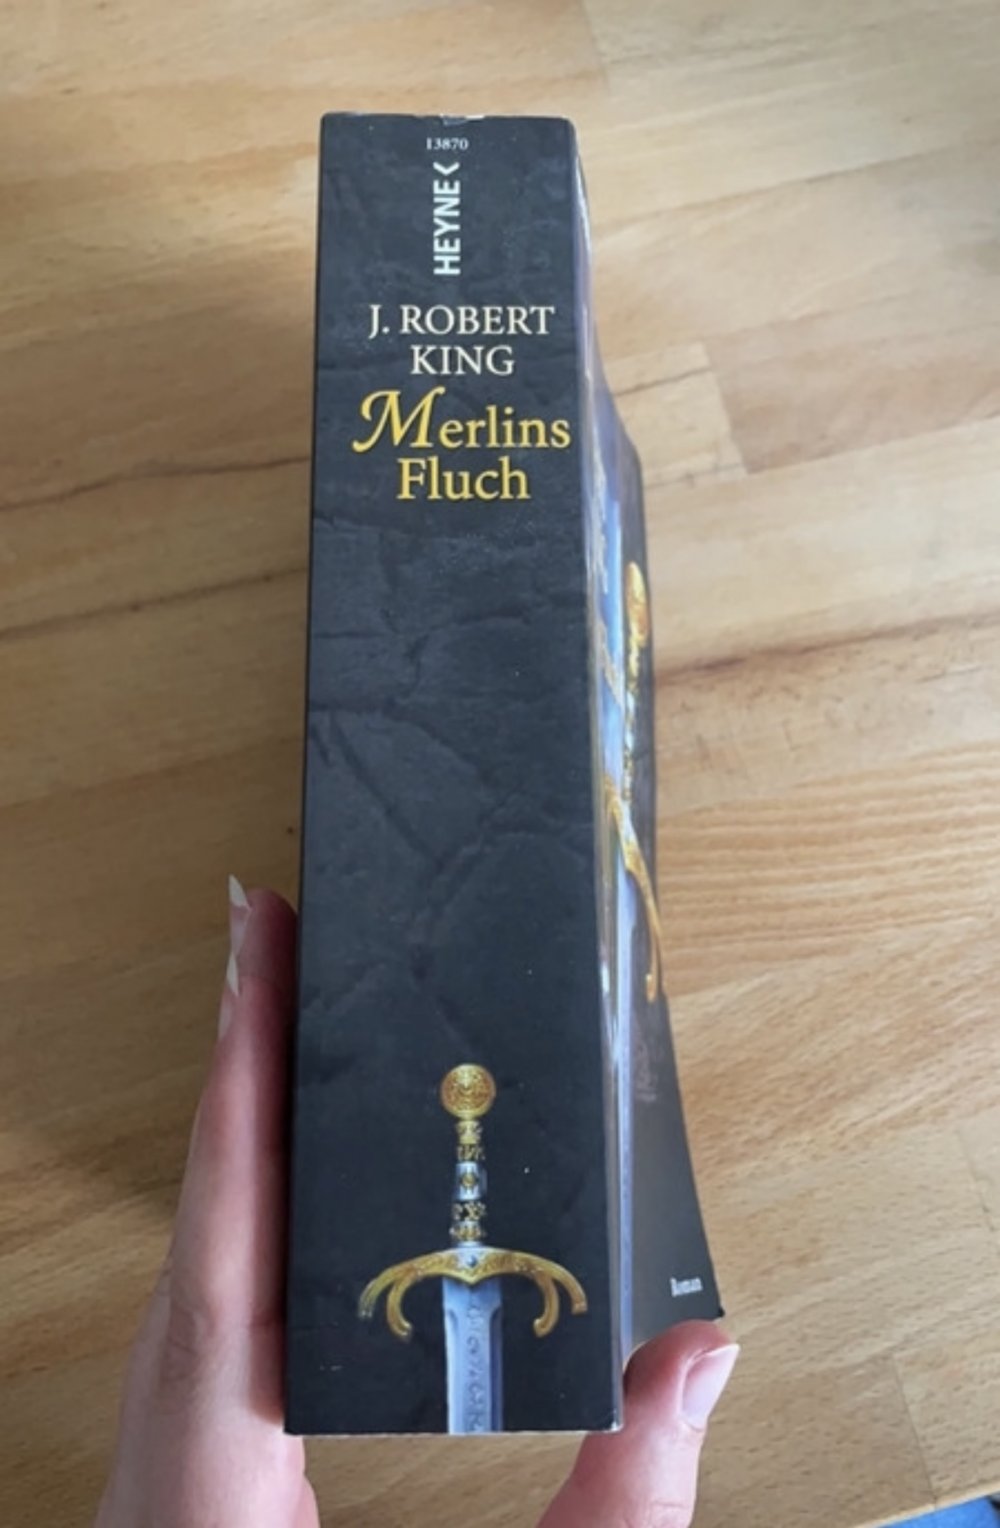 13870
HEYNE<
J. ROBERT
KING
Merlins
Fluch
Roman